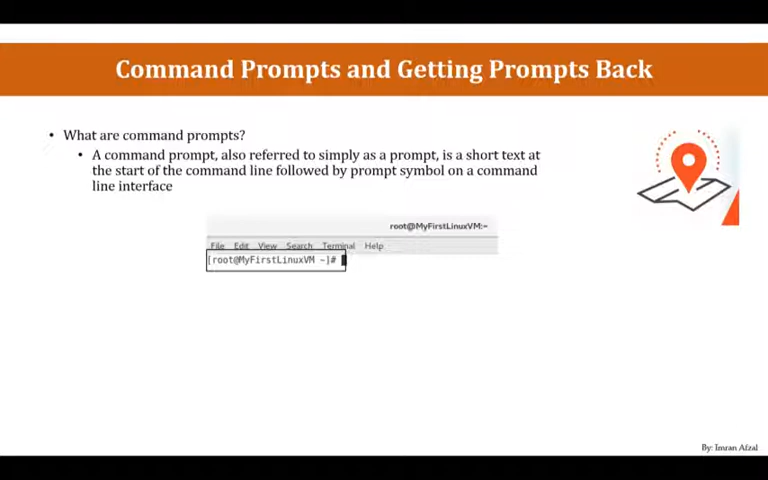 Command Prompts and Getting Prompts Back
• What are command prompts?
• A command prompt, also referred to simply as a prompt, is a short text at
the start of the command line followed by prompt symbol on a command
line interface
root@MyFirstLinuxVM:~
File Edit View Search Terminal Help
[root@MyFirstLinuxVM ~]#
By: Imran Afzal